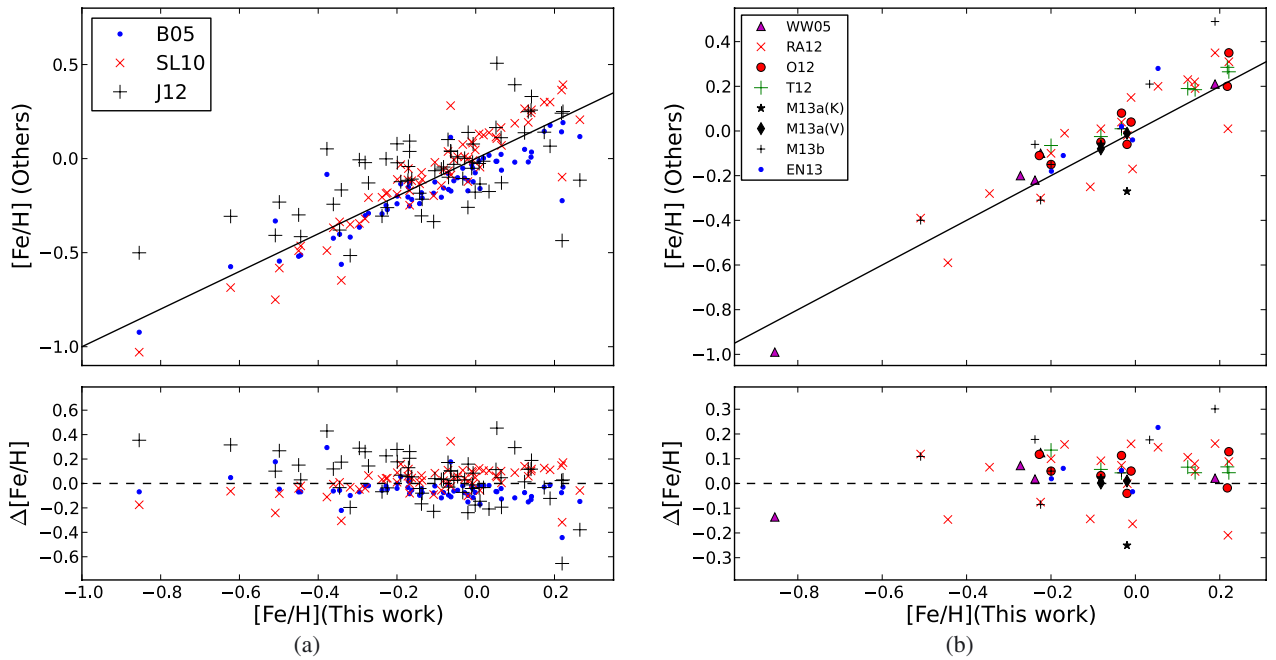 B05
SL10
J12
0.5
0.0
−0.5
−1.0
[Fe/H] (Others)
0.6
0.4
0.2
0.0
−0.2
−0.4
−0.6
Δ[Fe/H]
−1.0 −0.8 −0.6 −0.4 −0.2 0.0 0.2
[Fe/H](This work)
(a)
WW05
RA12
O12
T12
M13a(K)
M13a(V)
M13b
EN13
0.4
0.2
0.0
−0.2
−0.4
−0.6
−0.8
−1.0
[Fe/H] (Others)
0.3
0.2
0.1
0.0
−0.1
−0.2
−0.3
Δ[Fe/H]
−0.8 −0.6 −0.4 −0.2 0.0 0.2
[Fe/H](This work)
(b)